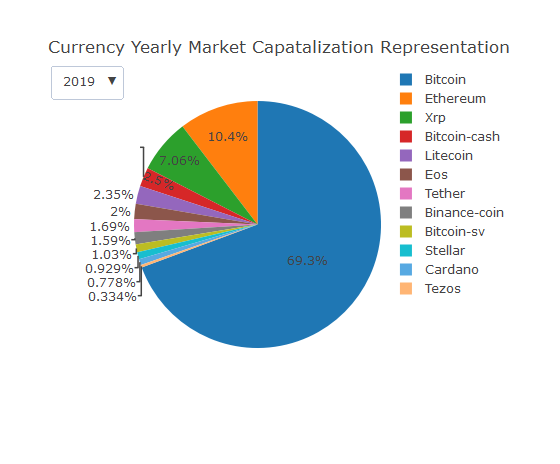 Currency Yearly Market Capatalization Representation
2019 ▼
Bitcoin
Ethereum
Xrp
Bitcoin-cash
Litecoin
Eos
Tether
Binance-coin
Bitcoin-sv
Stellar
Cardano
Tezos
10.4%
7.06%
2.5%
2.35%
2%
1.69%
1.59%
1.03%
0.929%
0.778%
0.334%
69.3%